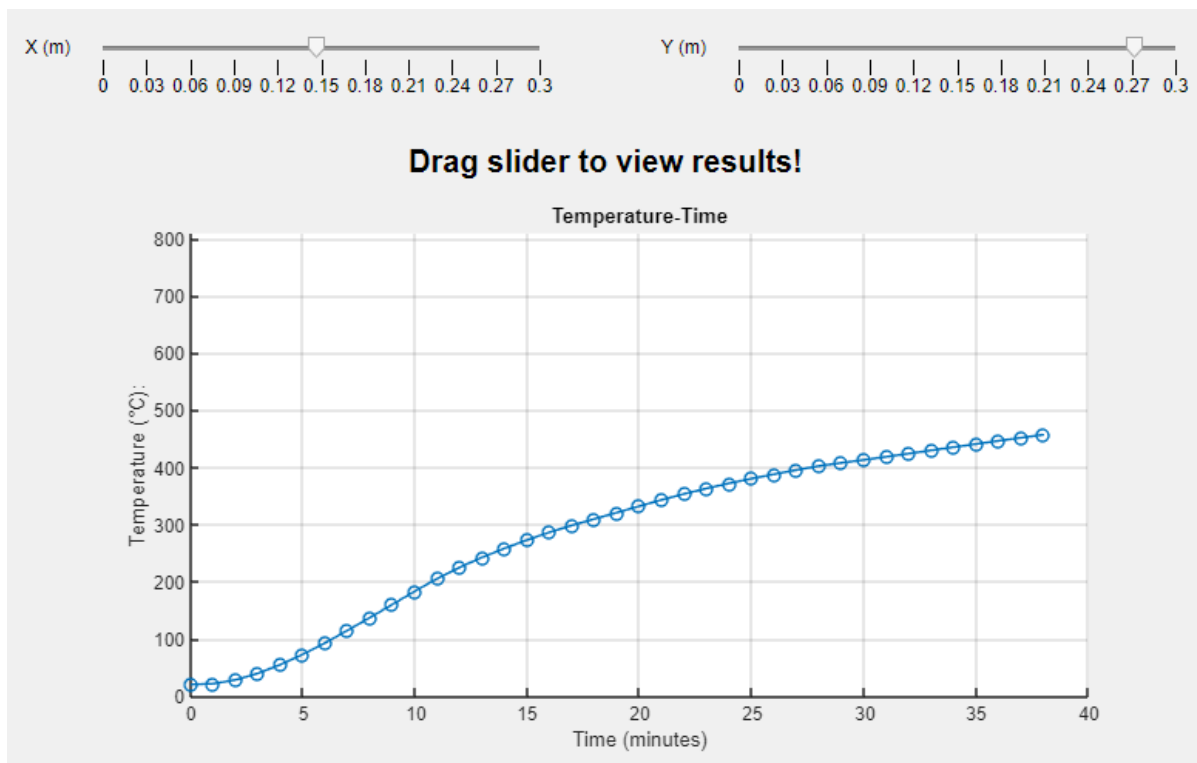 X (m)
0 0.03 0.06 0.09 0.12 0.15 0.18 0.21 0.24 0.27 0.3
Y (m)
0 0.03 0.06 0.09 0.12 0.15 0.18 0.21 0.24 0.27 0.3
Drag slider to view results!
Temperature-Time
800
700
600
500
400
300
200
100
0
Temperature (°C):
0 5 10 15 20 25 30 35 40
Time (minutes)